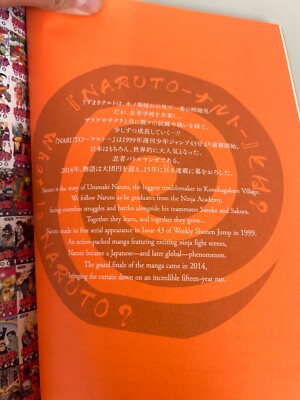 『NARUTO-ナルト-』とは?
What is NARUTO?
うずまきナルトは、木ノ葉隠れの里で一番の問題児。
だが、忍者学校を卒業し、
サスケやサクラと共に数々の試練や闘いを経て、
少しずつ成長していく…!!
『NARUTO-ナルト-』は1999年週刊少年ジャンプ43号より連載開始。
日本はもちろん、世界的に大人気となった、
忍者バトルマンガである。
2014年、物語は大団円を迎え、15年に亘る連載に幕をおろした。
Naruto is the story of Uzumaki Naruto, the biggest troublemaker in Konohagakure Village.
We follow Naruto as he graduates from the Ninja Academy,
facing countless struggles and battles alongside his teammates Sasuke and Sakura.
Together they learn, and together they grow...
Naruto made its first serial appearance in Issue 43 of Weekly Shonen Jump in 1999.
An action-packed manga featuring exciting ninja fight scenes,
Naruto became a Japanese—and later global—phenomenon.
The grand finale of the manga came in 2014,
bringing the curtain down on an incredible fifteen-year run.